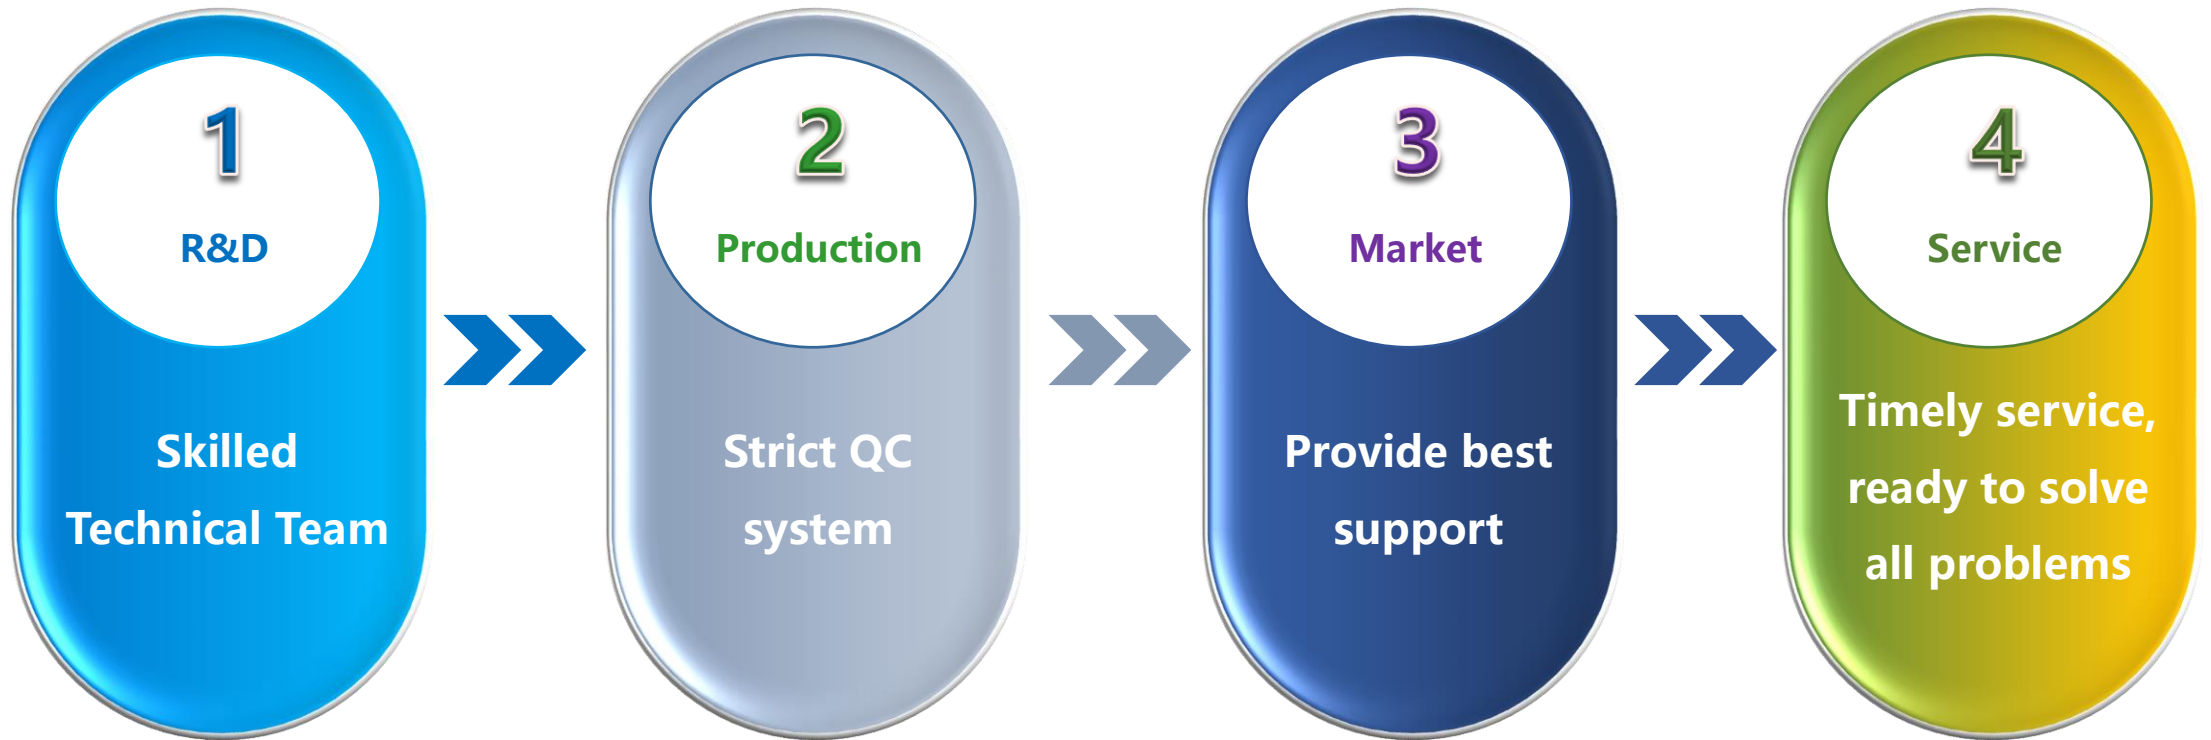 1
R&D
Skilled
Technical Team
2
Production
Strict QC
system
3
Market
Provide best
support
4
Service
Timely service,
ready to solve
all problems